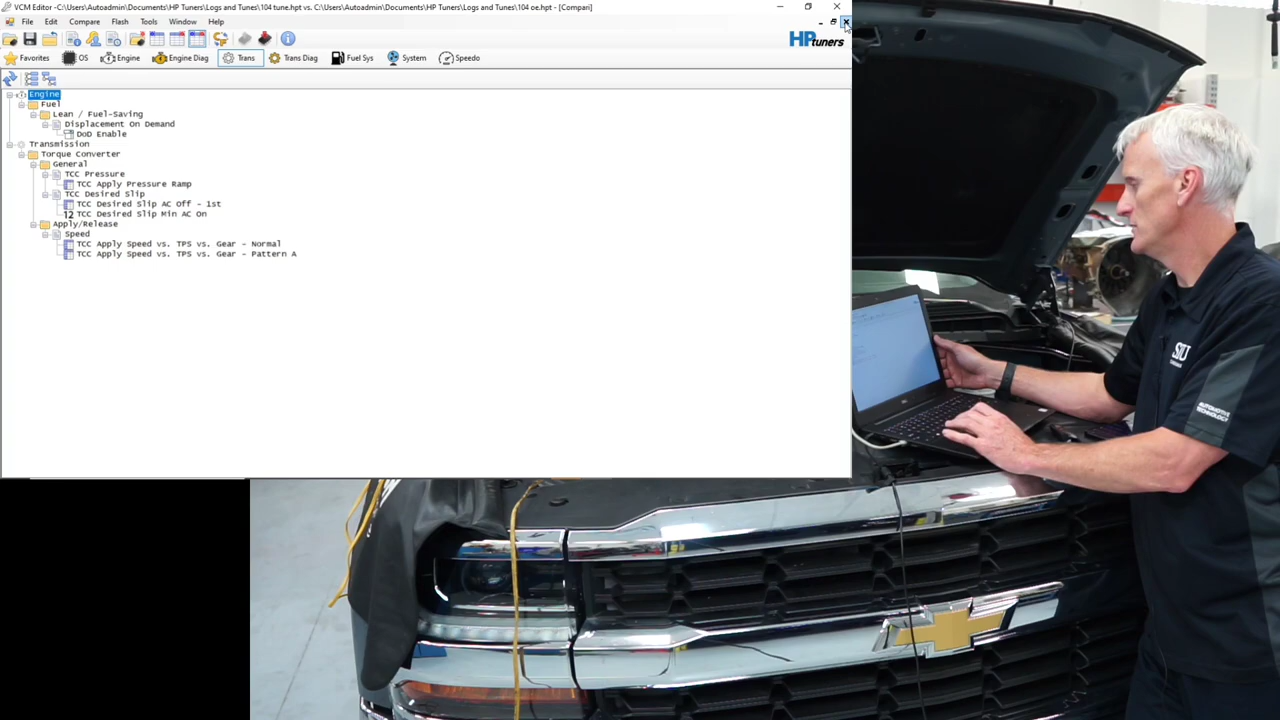 VCM Editor -C:\Users\Autoadmin\Documents\HP Tuners\Logs and Tunes\104 tune.hpt vs. C:\Users\Autoadmin\Documents\HP Tuners\Logs and Tunes\104 oe.hpt - [Compari]
File Edit Compare Flash Tools Window Help
HPtuners
Favorites OS Engine Engine Diag Trans Trans Diag Fuel Sys System Speedo
Engine
Fuel
Lean / Fuel-Saving
Displacement On Demand
DoD Enable
Transmission
Torque Converter
General
TCC Pressure
TCC Apply Pressure Ramp
TCC Desired Slip
TCC Desired Slip AC Off - 1st
12 TCC Desired Slip Min AC On
Apply/Release
Speed
TCC Apply Speed vs. TPS vs. Gear - Normal
TCC Apply Speed vs. TPS vs. Gear - Pattern A
SIU
AUTOMOTIVE
TECHNOLOGY